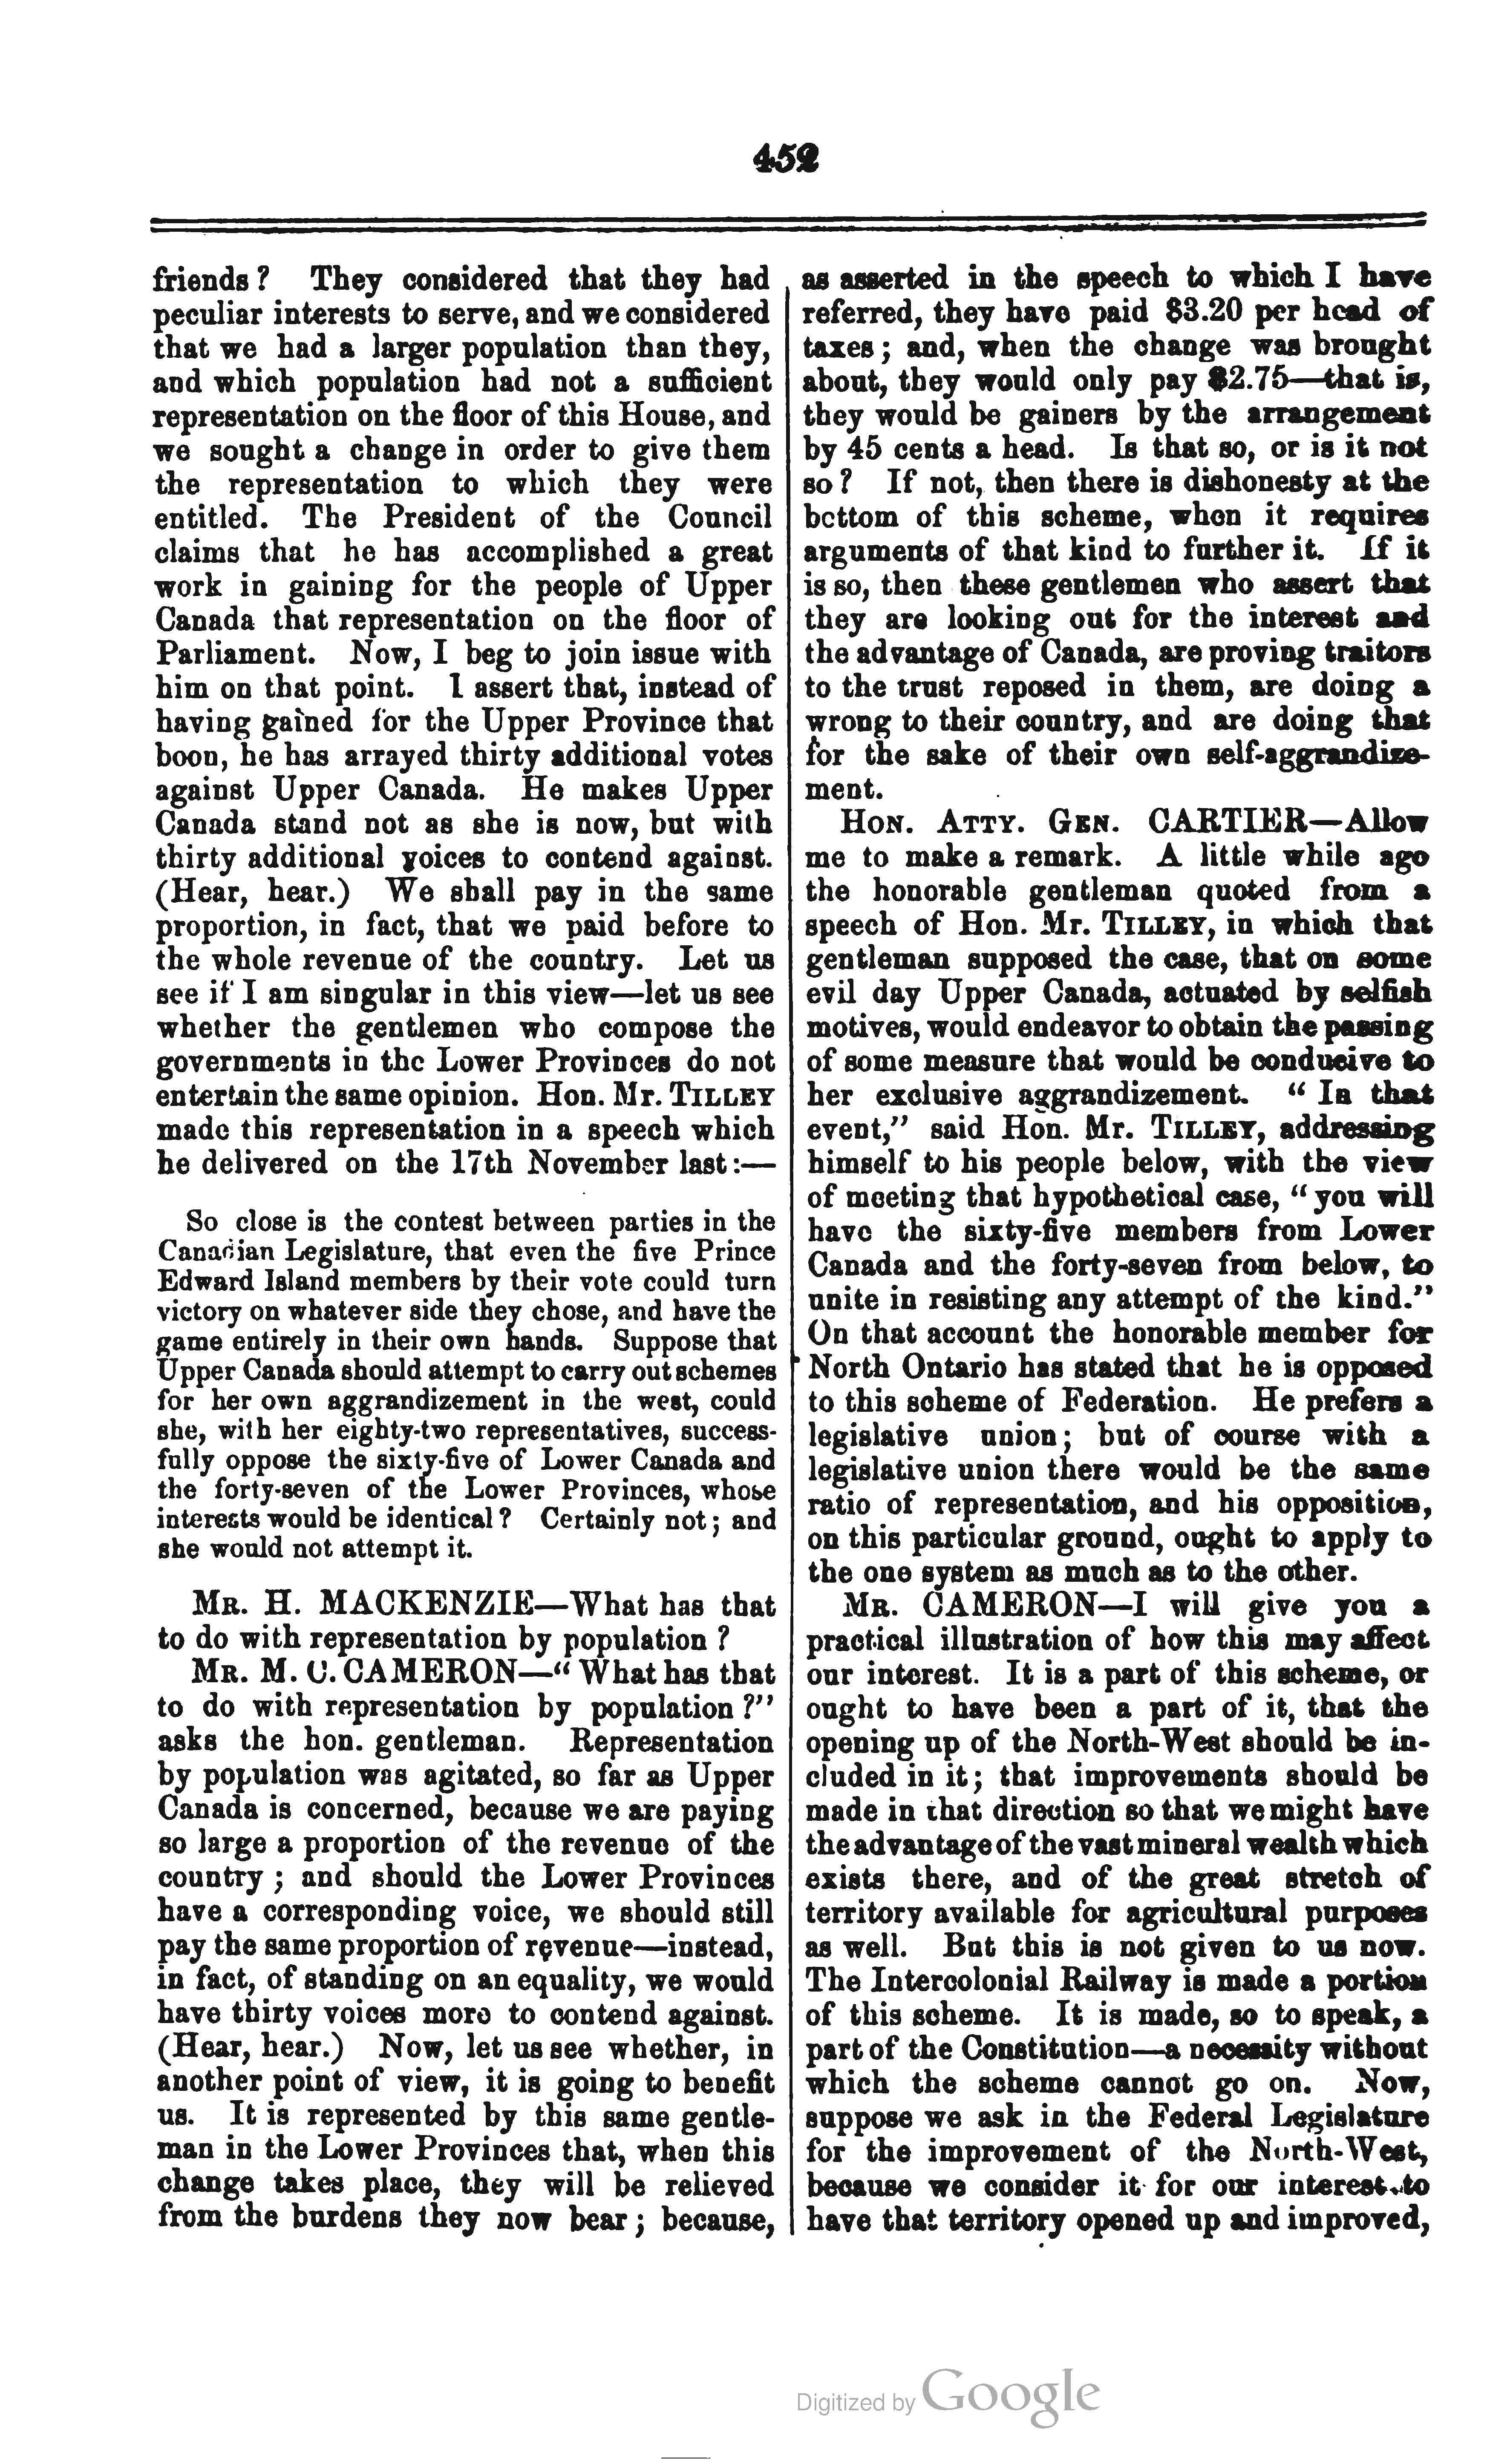 452
friends ? They considered that they had
peculiar interests to serve, and we considered
that we had a larger population than they,
and which population had not a sufficient
representation on the floor of this House, and
we sought a change in order to give them
the representation to which they were
entitled. The President of the Council
claims that he has accomplished a great
work in gaining for the people of Upper
Canada that representation on the floor of
Parliament. Now, I beg to join issue with
him on that point. I assert that, instead of
having gained for the Upper Province that
boon, he has arrayed thirty additional votes
against Upper Canada. He makes Upper
Canada stand not as she is now, but with
thirty additional voices to contend against.
(Hear, hear.) We shall pay in the same
proportion, in fact, that we paid before to
the whole revenue of the country. Let us
see if I am singular in this view—let us see
whether the gentlemen who compose the
governments in the Lower Provinces do not
entertain the same opinion. Hon. Mr. TILLEY
made this representation in a speech which
he delivered on the 17th November last :—
So close is the contest between parties in the
Canadian Legislature, that even the five Prince
Edward Island members by their vote could turn
victory on whatever side they chose, and have the
game entirely in their own hands. Suppose that
Upper Canada should attempt to carry out schemes
for her own aggrandizement in the west, could
she, with her eighty-two representatives, success-
fully oppose the sixty-five of Lower Canada and
the forty-seven of the Lower Provinces, whose
interests would be identical ? Certainly not ; and
she would not attempt it.
MR. H. MACKENZIE—What has that
to do with representation by population ?
MR. M. C. CAMERON—“ What has that
to do with representation by population ?”
asks the hon. gentleman. Representation
by population was agitated, so far as Upper
Canada is concerned, because we are paying
so large a proportion of the revenue of the
country ; and should the Lower Provinces
have a corresponding voice, we should still
pay the same proportion of revenue—instead,
in fact, of standing on an equality, we would
have thirty voices more to contend against.
(Hear, hear.) Now, let us see whether, in
another point of view, it is going to benefit
us. It is represented by this same gentle-
man in the Lower Provinces that, when this
change takes place, they will be relieved
from the burdens they now bear ; because,
as asserted in the speech to which I have
referred, they have paid $3.20 per head of
taxes ; and, when the change was brought
about, they would only pay $2.75—that is,
they would be gainers by the arrangement
by 45 cents a head. Is that so, or is it not
so ? If not, then there is dishonesty at the
bottom of this scheme, when it requires
arguments of that kind to further it. If it
is so, then these gentlemen who assert that
they are looking out for the interest and
the advantage of Canada, are proving traitors
to the trust reposed in them, are doing a
wrong to their country, and are doing that
for the sake of their own self-aggrandize-
ment.
HON. ATTY. GEN. CARTIER—Allow
me to make a remark. A little while ago
the honorable gentleman quoted from a
speech of Hon. Mr. TILLEY, in which that
gentleman supposed the case, that on some
evil day Upper Canada, actuated by selfish
motives, would endeavor to obtain the passing
of some measure that would be conducive to
her exclusive aggrandizement. “ In that
event,” said Hon. Mr. TILLEY, addressing
himself to his people below, with the view
of meeting that hypothetical case, “ you will
have the sixty-five members from Lower
Canada and the forty-seven from below, to
unite in resisting any attempt of the kind.”
On that account the honorable member for
North Ontario has stated that he is opposed
to this scheme of Federation. He prefers a
legislative union ; but of course with a
legislative union there would be the same
ratio of representation, and his opposition,
on this particular ground, ought to apply to
the one system as much as to the other.
MR. CAMERON—I will give you a
practical illustration of how this may affect
our interest. It is a part of this scheme, or
ought to have been a part of it, that the
opening up of the North-West should be in-
cluded in it ; that improvements should be
made in that direction so that we might have
the advantage of the vast mineral wealth which
exists there, and of the great stretch of
territory available for agricultural purposes
as well. But this is not given to us now.
The Intercolonial Railway is made a portion
of this scheme. It is made, so to speak, a
part of the Constitution—a necessity without
which the scheme cannot go on. Now,
suppose we ask in the Federal Legislature
for the improvement of the North-West,
because we consider it for our interest to
have that territory opened up and improved,
Digitized by Google